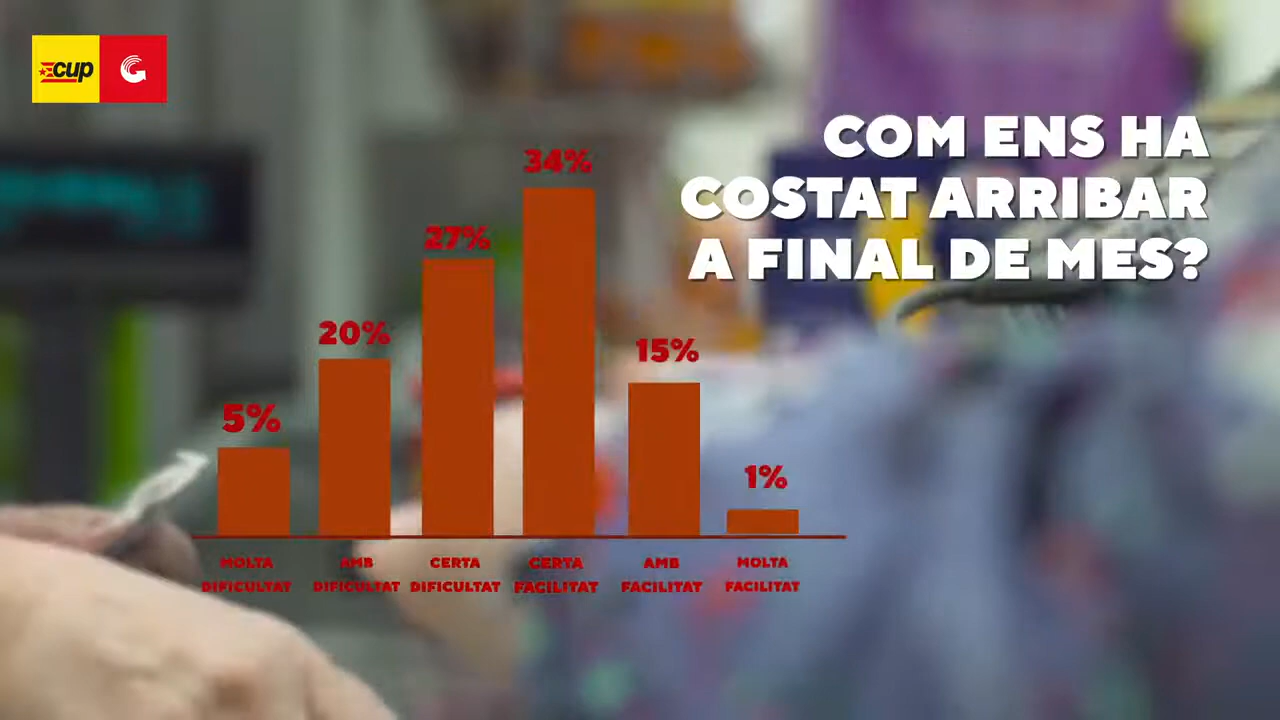 cup
COM ENS HA
COSTAT ARRIBAR
A FINAL DE MES?
34%
27%
20%
15%
5%
1%
MOLTA DIFICULTAT
AMB DIFICULTAT
CERTA DIFICULTAT
CERTA FACILITAT
AMB FACILITAT
MOLTA FACILITAT